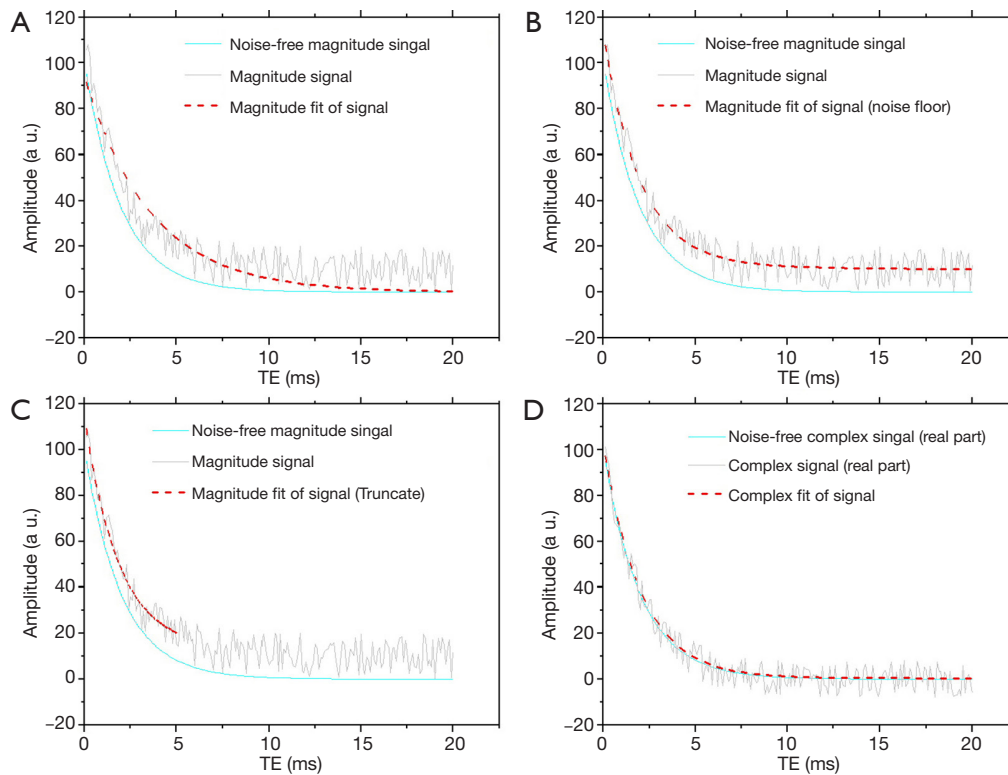 A
120
100
80
60
40
20
0
−20
Amplitude (a u.)
Noise-free magnitude singal
Magnitude signal
Magnitude fit of signal
0 5 10 15 20
TE (ms)
B
120
100
80
60
40
20
0
−20
Amplitude (a u.)
Noise-free magnitude singal
Magnitude signal
Magnitude fit of signal (noise floor)
0 5 10 15 20
TE (ms)
C
120
100
80
60
40
20
0
−20
Amplitude (a u.)
Noise-free magnitude singal
Magnitude signal
Magnitude fit of signal (Truncate)
0 5 10 15 20
TE (ms)
D
120
100
80
60
40
20
0
−20
Amplitude (a u.)
Noise-free complex singal (real part)
Complex signal (real part)
Complex fit of signal
0 5 10 15 20
TE (ms)